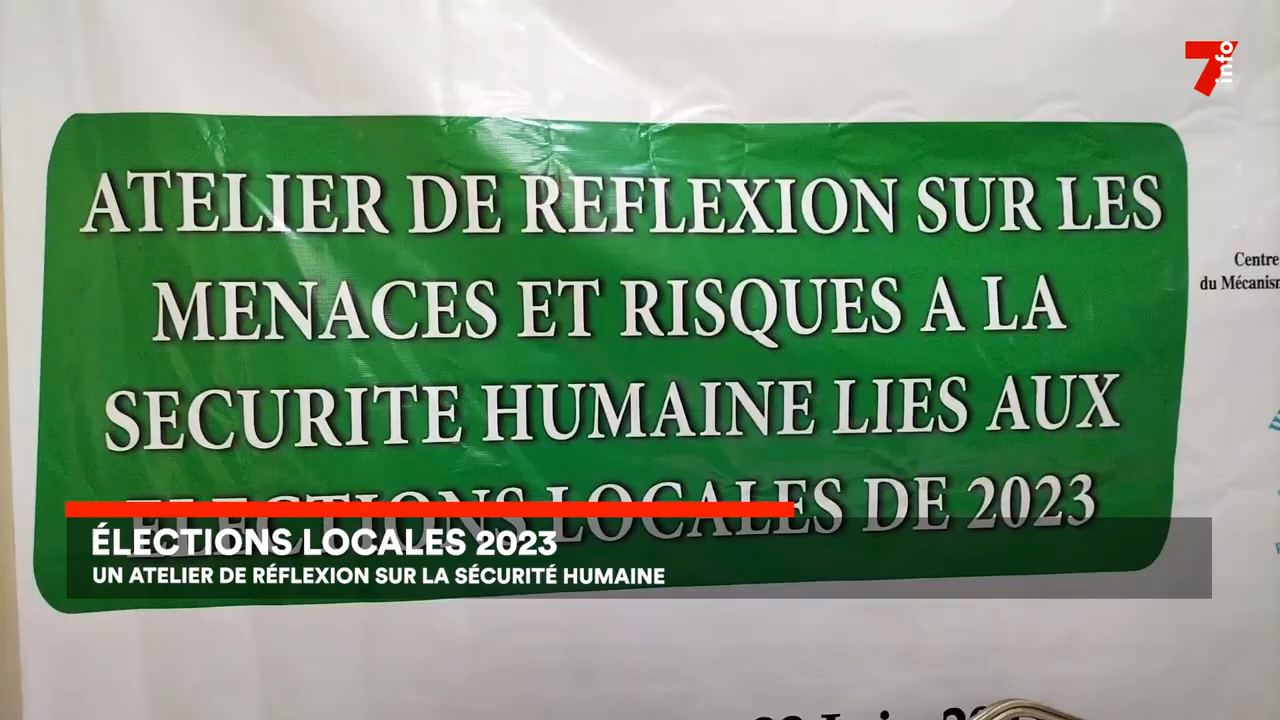 7info
ATELIER DE REFLEXION SUR LES
MENACES ET RISQUES A LA
SECURITE HUMAINE LIES AUX
ELECTIONS LOCALES DE 2023
Centre
du Mécanism
ÉLECTIONS LOCALES 2023
UN ATELIER DE RÉFLEXION SUR LA SÉCURITÉ HUMAINE